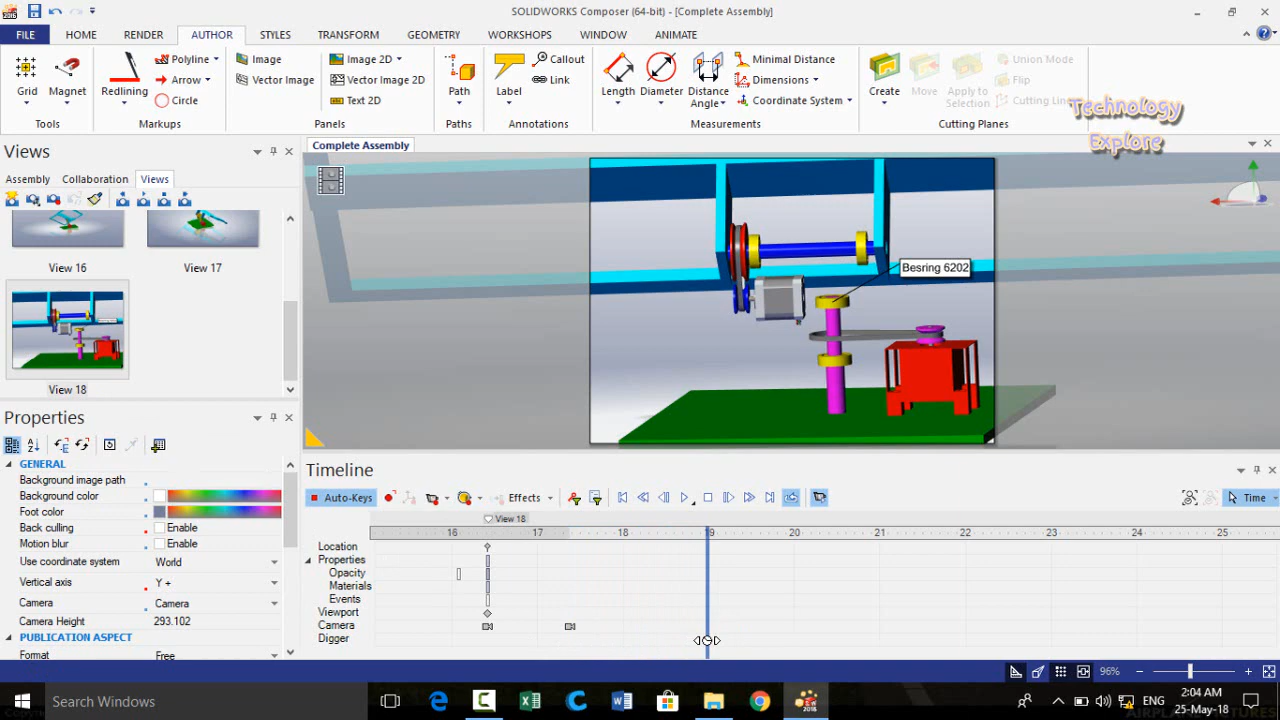 SOLIDWORKS Composer (64-bit) - [Complete Assembly]
FILE HOME RENDER AUTHOR STYLES TRANSFORM GEOMETRY WORKSHOPS WINDOW ANIMATE
Grid
Magnet
Tools
Redlining
Polyline
Arrow
Circle
Markups
Image
Vector Image
Image 2D
Vector Image 2D
Text 2D
Panels
Path
Paths
Label
Callout
Link
Annotations
Length
Diameter
Distance
Angle
Minimal Distance
Dimensions
Coordinate System
Measurements
Create
Move
Apply to
Selection
Union Mode
Flip
Cutting Lin
Cutting Planes
Technology
Explore
Views
Assembly Collaboration Views
View 16 View 17
View 18
Complete Assembly
Besring 6202
Properties
GENERAL
Background image path
Background color
Foot color
Back culling Enable
Motion blur Enable
Use coordinate system World
Vertical axis Y +
Camera Camera
Camera Height 293.102
PUBLICATION ASPECT
Format Free
Timeline
Auto-Keys
Effects
Time
View 18
16 17 18 19 20 21 22 23 24 25
Location
Properties
Opacity
Materials
Events
Viewport
Camera
Digger
96%
Search Windows
ENG
2:04 AM
25-May-18